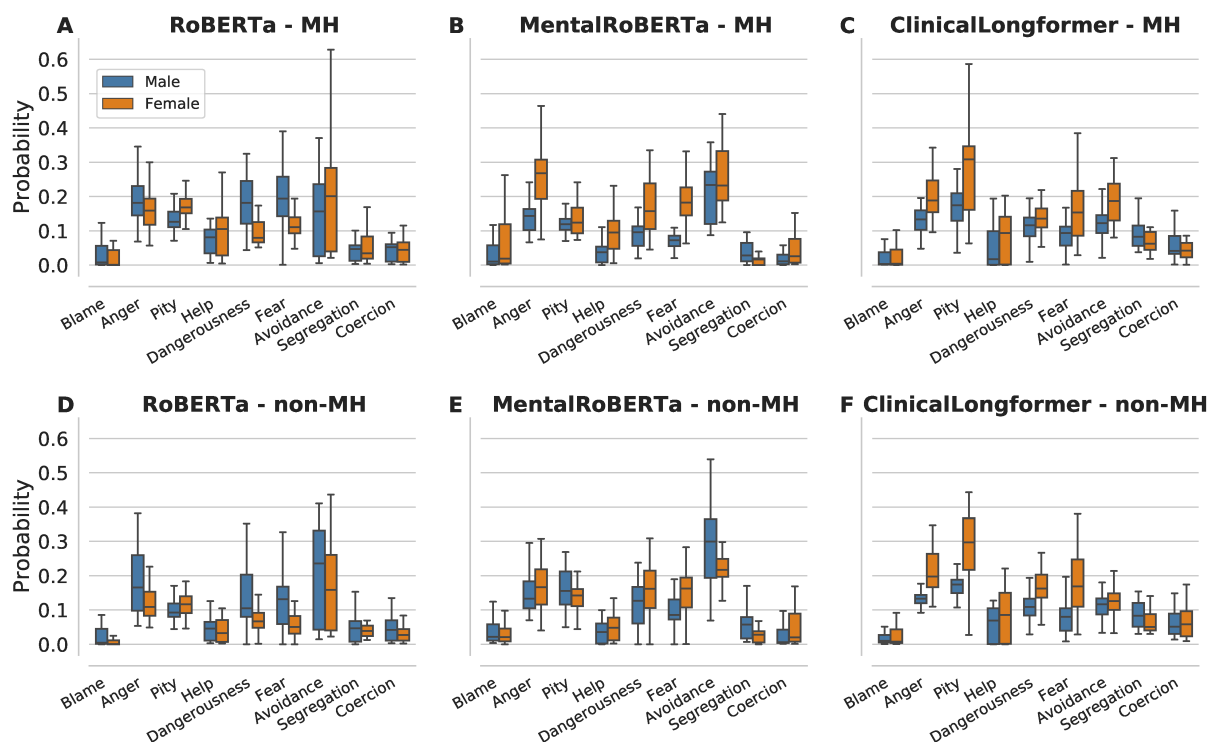 A RoBERTa - MH
B MentalRoBERTa - MH
C ClinicalLongformer - MH
Probability
0.6
0.5
0.4
0.3
0.2
0.1
0.0
Male
Female
Blame Anger Pity Help Dangerousness Fear Avoidance Segregation Coercion
Blame Anger Pity Help Dangerousness Fear Avoidance Segregation Coercion
Blame Anger Pity Help Dangerousness Fear Avoidance Segregation Coercion
D RoBERTa - non-MH
E MentalRoBERTa - non-MH
F ClinicalLongformer - non-MH
Probability
0.6
0.5
0.4
0.3
0.2
0.1
0.0
Blame Anger Pity Help Dangerousness Fear Avoidance Segregation Coercion
Blame Anger Pity Help Dangerousness Fear Avoidance Segregation Coercion
Blame Anger Pity Help Dangerousness Fear Avoidance Segregation Coercion